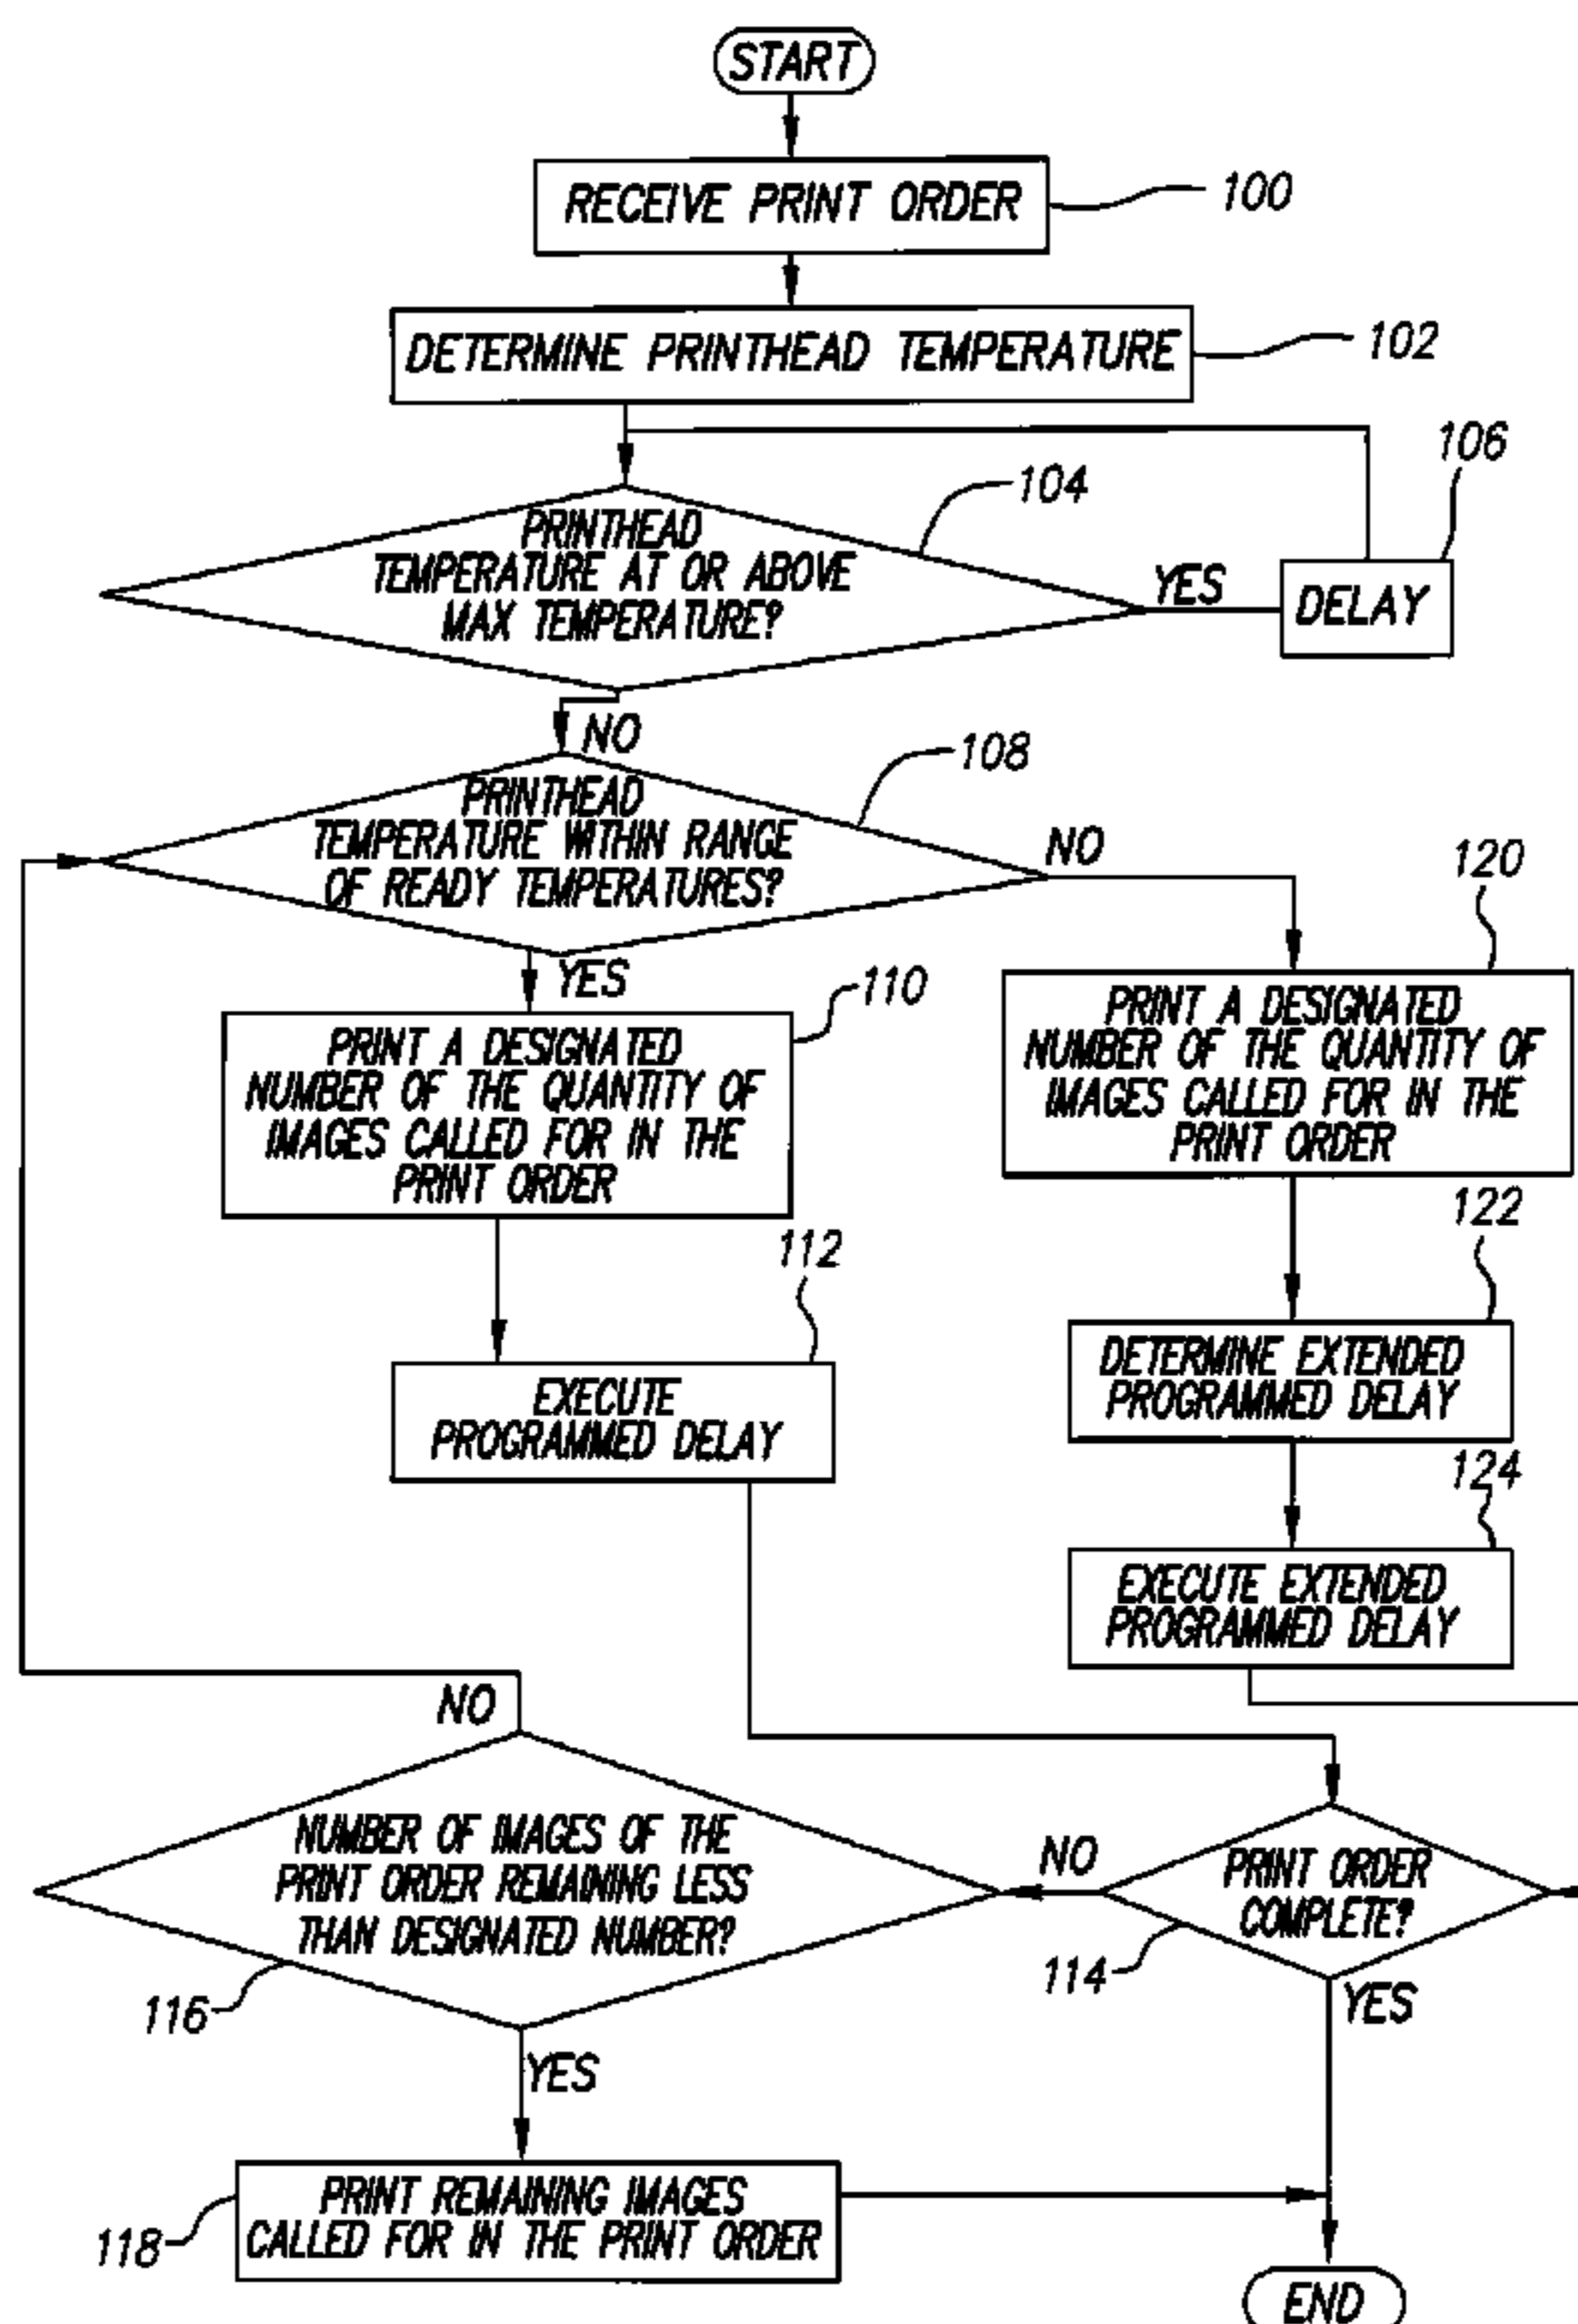 START
RECEIVE PRINT ORDER
100
DETERMINE PRINTHEAD TEMPERATURE
102
106
104
PRINTHEAD
TEMPERATURE AT OR ABOVE
MAX TEMPERATURE?
YES
DELAY
NO
108
PRINTHEAD
TEMPERATURE WITHIN RANGE
OF READY TEMPERATURES?
NO
120
YES
110
PRINT A DESIGNATED
NUMBER OF THE QUANTITY OF
IMAGES CALLED FOR IN THE
PRINT ORDER
PRINT A DESIGNATED
NUMBER OF THE QUANTITY OF
IMAGES CALLED FOR IN THE
PRINT ORDER
122
112
DETERMINE EXTENDED
PROGRAMMED DELAY
EXECUTE
PROGRAMMED DELAY
124
EXECUTE EXTENDED
PROGRAMMED DELAY
NO
NUMBER OF IMAGES OF THE
PRINT ORDER REMAINING LESS
THAN DESIGNATED NUMBER?
NO
PRINT ORDER
COMPLETE?
114
116
YES
YES
PRINT REMAINING IMAGES
CALLED FOR IN THE PRINT ORDER
118
END